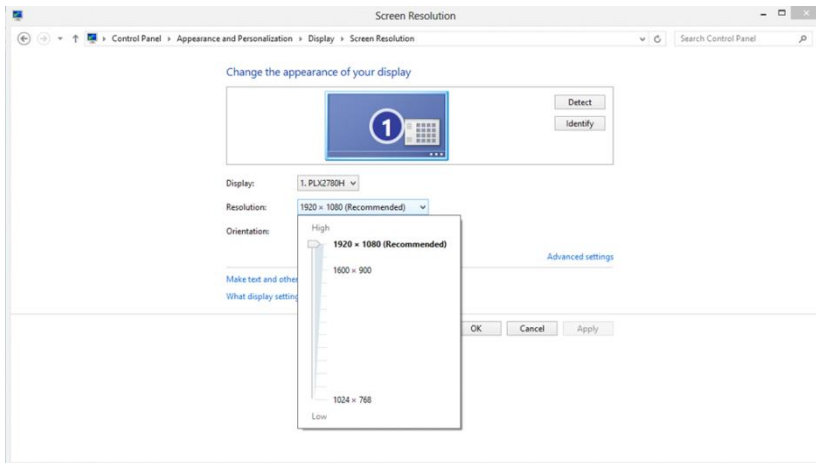 Screen Resolution
Control Panel Appearance and Personalization Display Screen Resolution
Search Control Panel
Change the appearance of your display
1
Detect
Identify
Display: 1. PLX2780H
Resolution: 1920 × 1080 (Recommended)
Orientation:
High
1920 × 1080 (Recommended)
1600 × 900
1024 × 768
Low
Advanced settings
Make text and other
What display setting
OK Cancel Apply